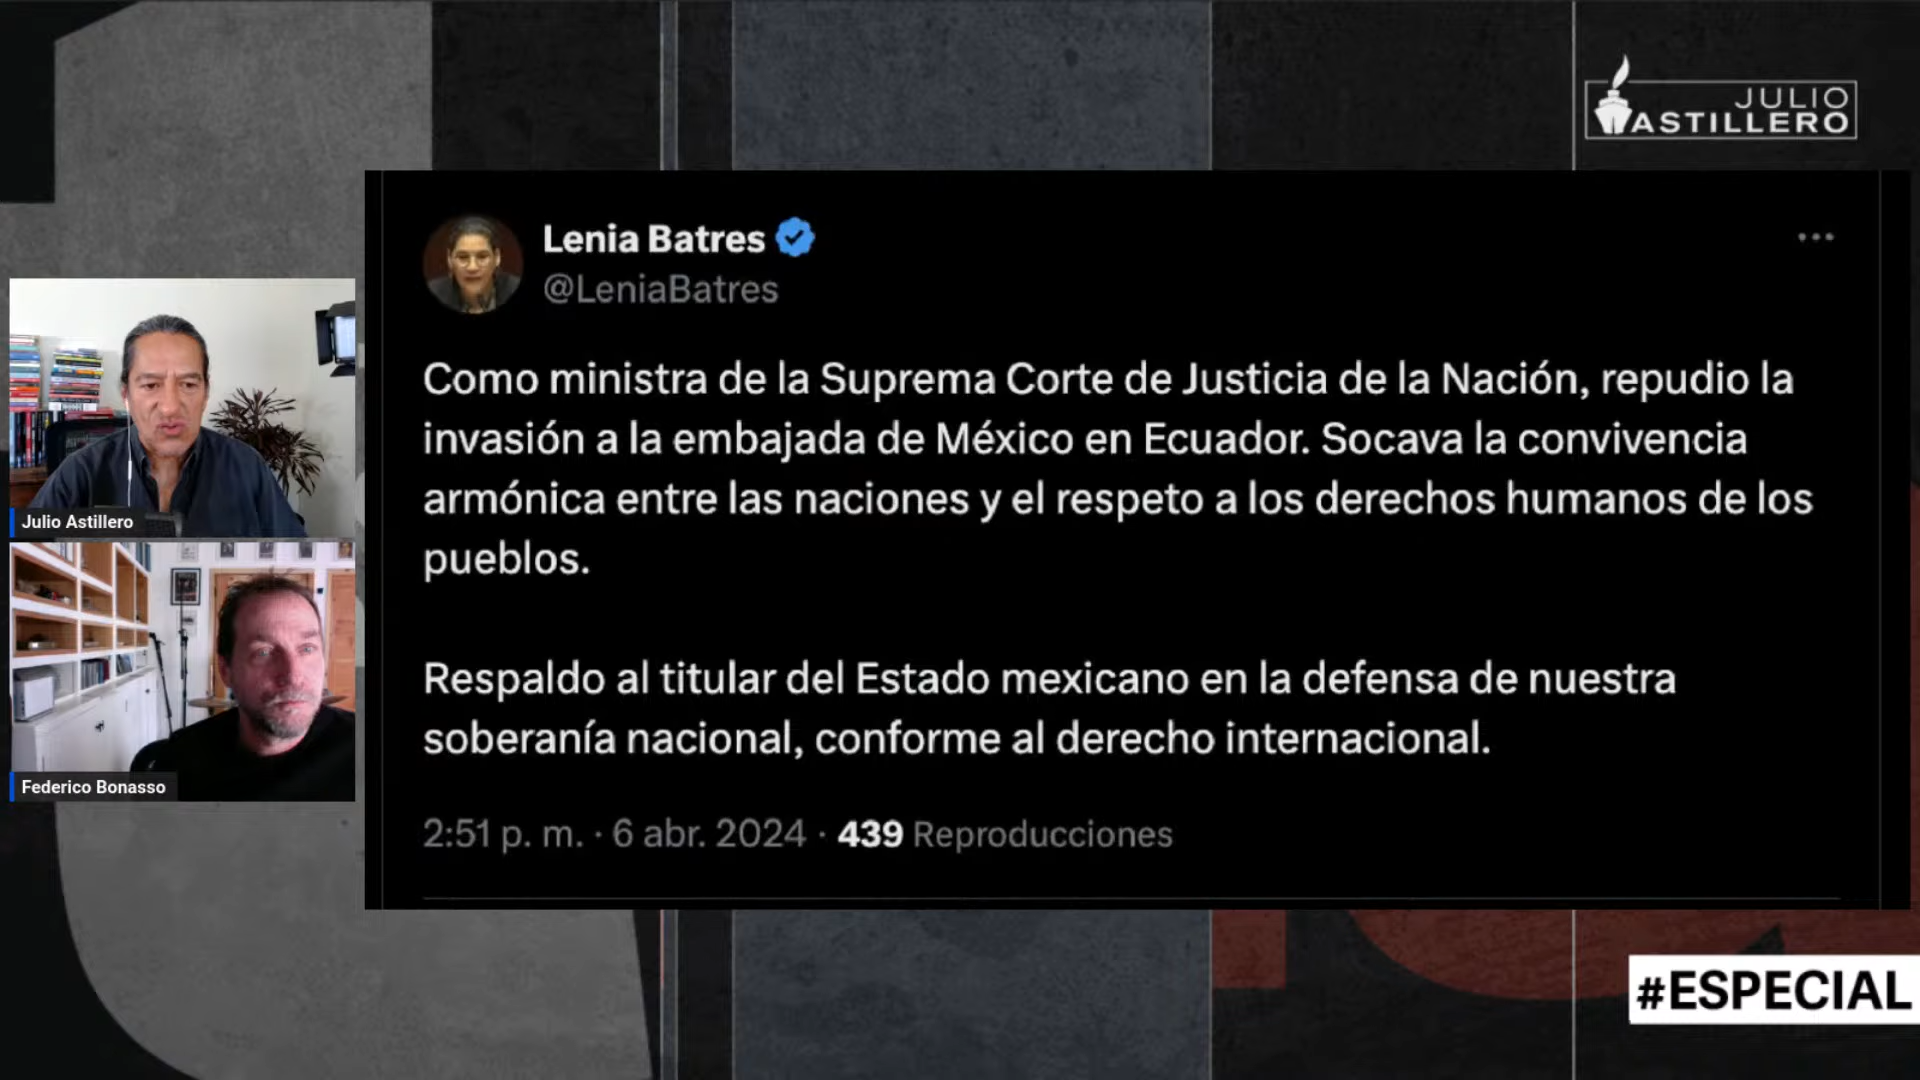 JULIO
ASTILLERO
Lenia Batres
@LeniaBatres
Como ministra de la Suprema Corte de Justicia de la Nación, repudio la
invasión a la embajada de México en Ecuador. Socava la convivencia
armónica entre las naciones y el respeto a los derechos humanos de los
pueblos.
Respaldo al titular del Estado mexicano en la defensa de nuestra
soberanía nacional, conforme al derecho internacional.
2:51 p. m. · 6 abr. 2024 · 439 Reproducciones
Julio Astillero
Federico Bonasso
#ESPECIAL